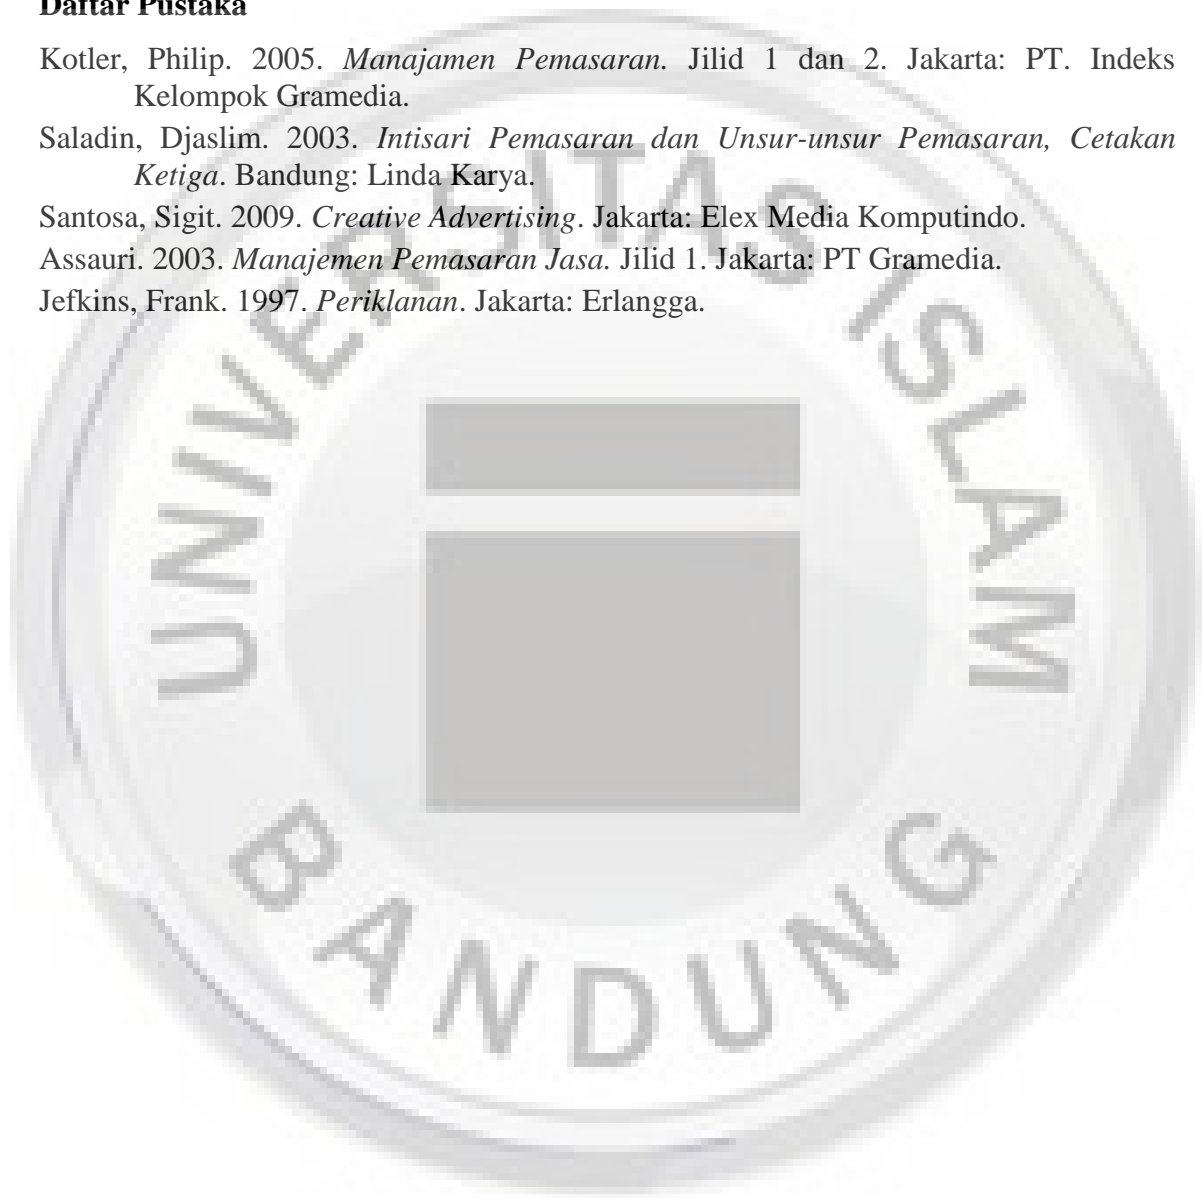 Daftar Pustaka
Kotler, Philip. 2005. Manajamen Pemasaran. Jilid 1 dan 2. Jakarta: PT. Indeks
Kelompok Gramedia.
Saladin, Djaslim. 2003. Intisari Pemasaran dan Unsur-unsur Pemasaran, Cetakan
Ketiga. Bandung: Linda Karya.
Santosa, Sigit. 2009. Creative Advertising. Jakarta: Elex Media Komputindo.
Assauri. 2003. Manajemen Pemasaran Jasa. Jilid 1. Jakarta: PT Gramedia.
Jefkins, Frank. 1997. Periklanan. Jakarta: Erlangga.
UNIVERSITAS ISLAM
BANDUNG